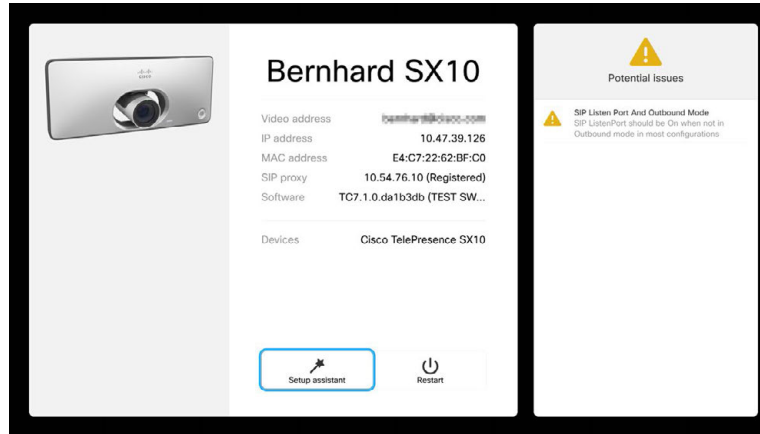 CISCO
Bernhard SX10
Video address
IP address 10.47.39.126
MAC address E4:C7:22:62:BF:C0
SIP proxy 10.54.76.10 (Registered)
Software TC7.1.0.da1b3db (TEST SW...
Devices Cisco TelePresence SX10
Setup assistant Restart
Potential issues
SIP Listen Port And Outbound Mode
SIP ListenPort should be On when not in
Outbound mode in most configurations